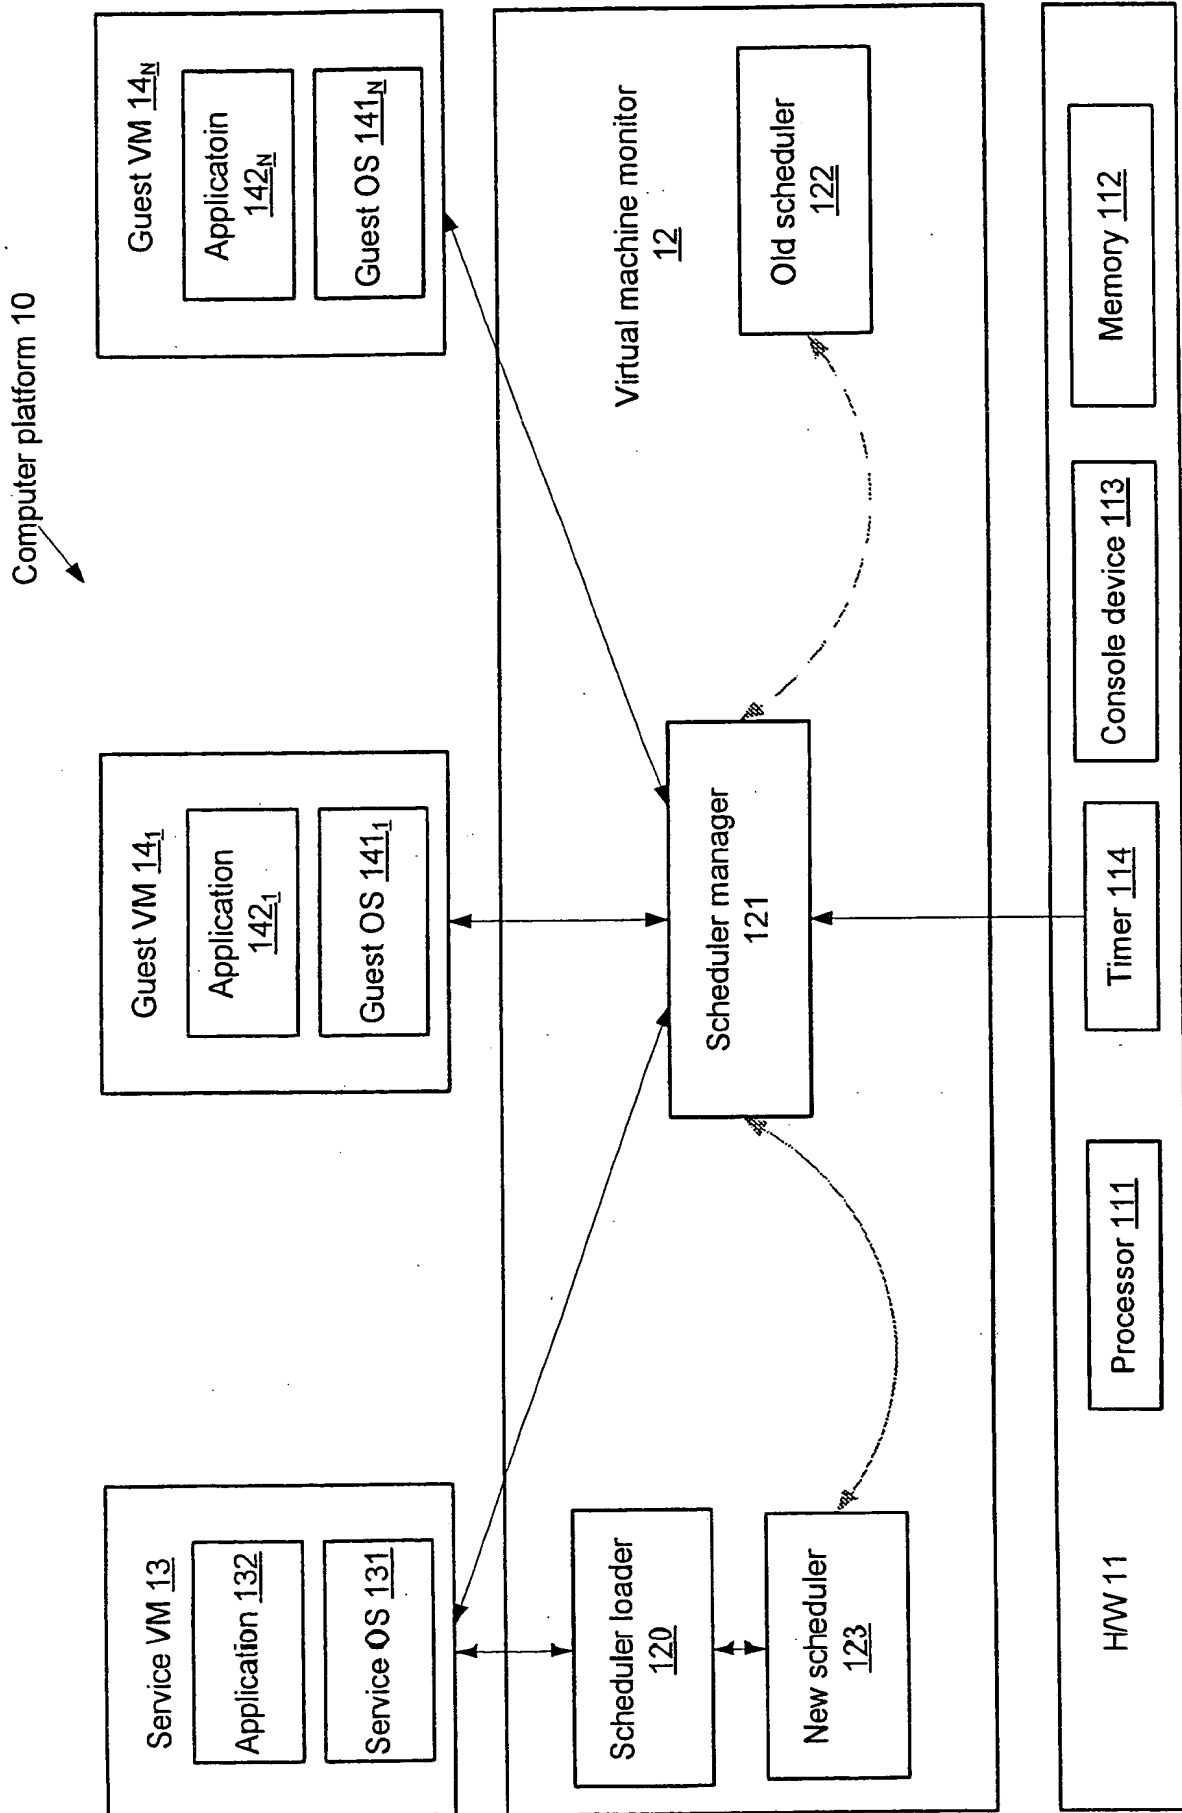 Computer platform 10
Service VM 13
Application 132
Service OS 131
Guest VM 14₁
Application
142₁
Guest OS 141₁
Guest VM 14N
Applicatoin
142N
Guest OS 141N
Virtual machine monitor
12
Scheduler loader
120
New scheduler
123
Scheduler manager
121
Old scheduler
122
H/W 11
Processor 111
Timer 114
Console device 113
Memory 112